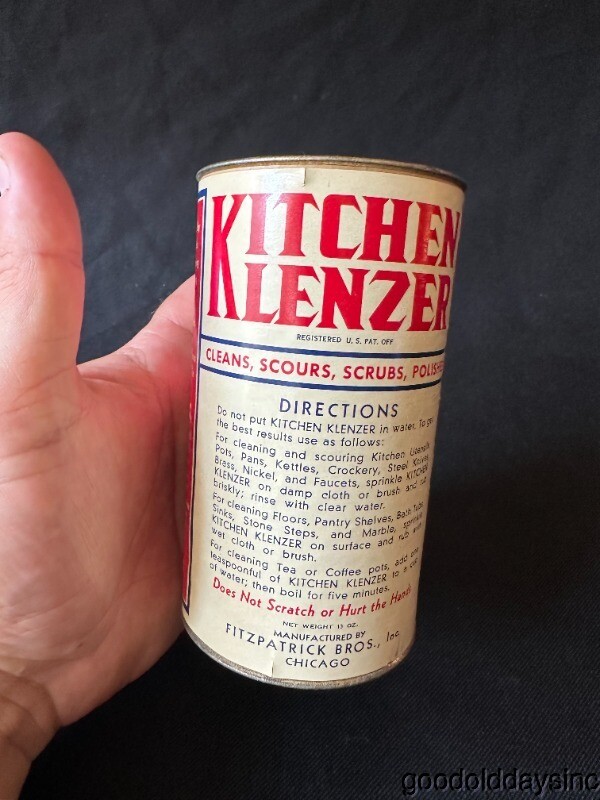 KITCHEN
KLENZER
REGISTERED U. S. PAT. OFF
CLEANS, SCOURS, SCRUBS, POLISHE
DIRECTIONS
Do not put KITCHEN KLENZER in water. To get
the best results use as follows:
For cleaning and scouring Kitchen Utensils
Pots, Pans, Kettles, Crockery, Steel Knives,
Brass, Nickel, and Faucets, sprinkle KITCHEN
KLENZER on damp cloth or brush and rub
briskly; rinse with clear water.
For cleaning Floors, Pantry Shelves, Bath Tubs
Sinks, Stone Steps, and Marble, sprinkle
KITCHEN KLENZER on surface and rub with
wet cloth or brush.
For cleaning Tea or Coffee pots, add one
teaspoonful of KITCHEN KLENZER to a cup
of water; then boil for five minutes.
Does Not Scratch or Hurt the Hands
NET WEIGHT 13 OZ.
MANUFACTURED BY
FITZPATRICK BROS., Inc.
CHICAGO
goodolddaysinc